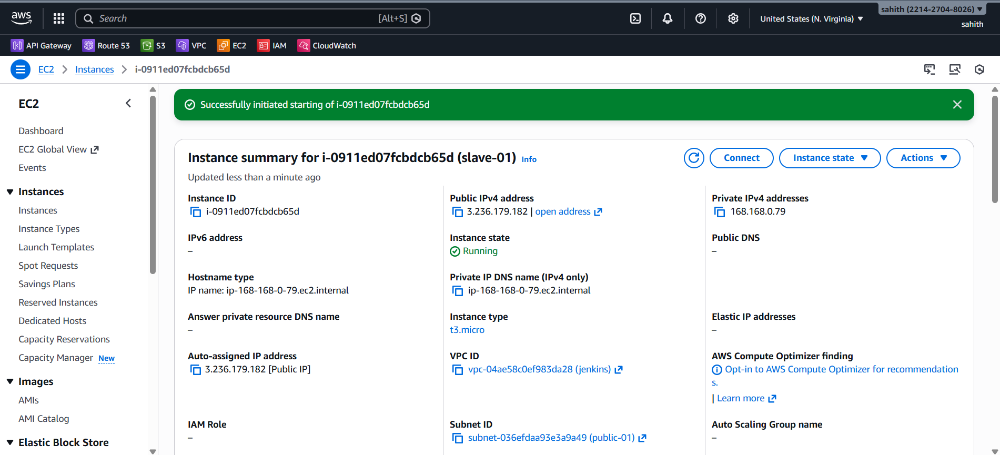 aws
Search
[Alt+S]
United States (N. Virginia)
sahith (2214-2704-8026)
sahith
API Gateway
Route 53
S3
VPC
EC2
IAM
CloudWatch
EC2
Instances
i-0911ed07fcbdcb65d
EC2
Dashboard
EC2 Global View
Events
Instances
Instances
Instance Types
Launch Templates
Spot Requests
Savings Plans
Reserved Instances
Dedicated Hosts
Capacity Reservations
Capacity Manager New
Images
AMIs
AMI Catalog
Elastic Block Store
Successfully initiated starting of i-0911ed07fcbdcb65d
Instance summary for i-0911ed07fcbdcb65d (slave-01) Info
Updated less than a minute ago
Connect
Instance state
Actions
Instance ID
i-0911ed07fcbdcb65d
Public IPv4 address
3.236.179.182 | open address
Private IPv4 addresses
168.168.0.79
IPv6 address
–
Instance state
Running
Public DNS
–
Hostname type
IP name: ip-168-168-0-79.ec2.internal
Private IP DNS name (IPv4 only)
ip-168-168-0-79.ec2.internal
Answer private resource DNS name
–
Instance type
t3.micro
Elastic IP addresses
–
Auto-assigned IP address
3.236.179.182 [Public IP]
VPC ID
vpc-04ae58c0ef983da28 (jenkins)
AWS Compute Optimizer finding
Opt-in to AWS Compute Optimizer for recommendation
s.
| Learn more
IAM Role
–
Subnet ID
subnet-036efdaa93e3a9a49 (public-01)
Auto Scaling Group name
–